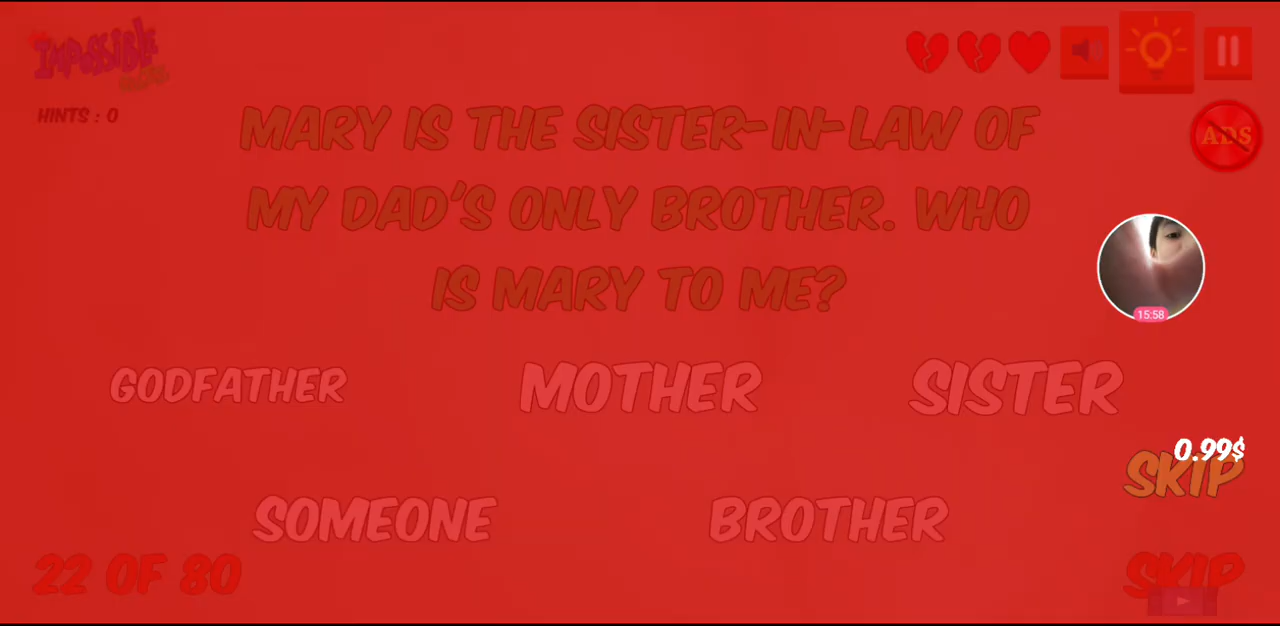 IMPOSSIBLE
HINTS : 0
ADS
MARY IS THE SISTER-IN-LAW OF
MY DAD'S ONLY BROTHER. WHO
IS MARY TO ME?
15:58
GODFATHER
MOTHER
SISTER
0.99$
SKIP
SOMEONE
BROTHER
22 OF 80
SKIP